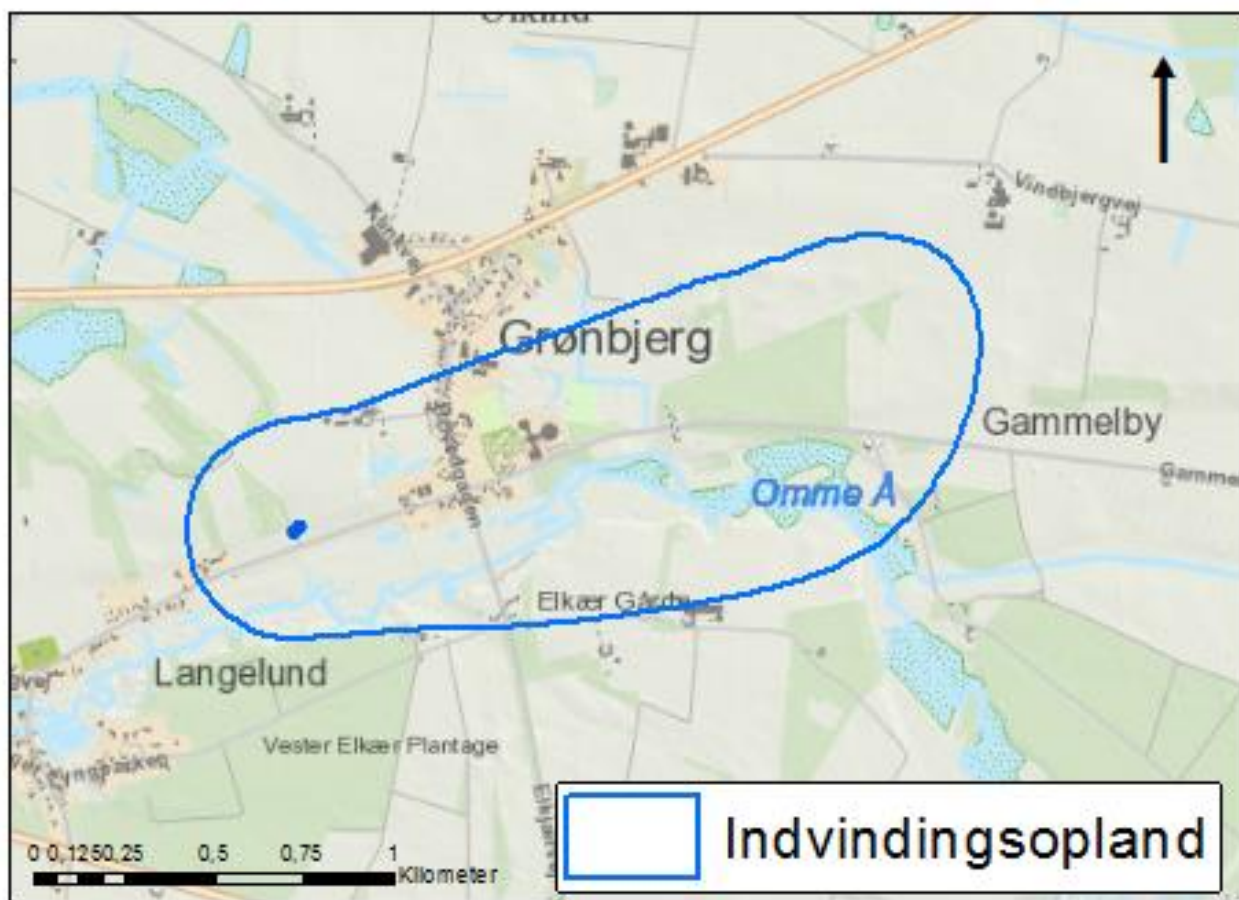 Vindbjergvej
Grønbjerg
Gammelby
Omme Å
Elkær Gårde
Langelund
Vester Elkær Plantage
Indvindingsopland
0 0,125 0,25 0,5 0,75 1
Kilometer